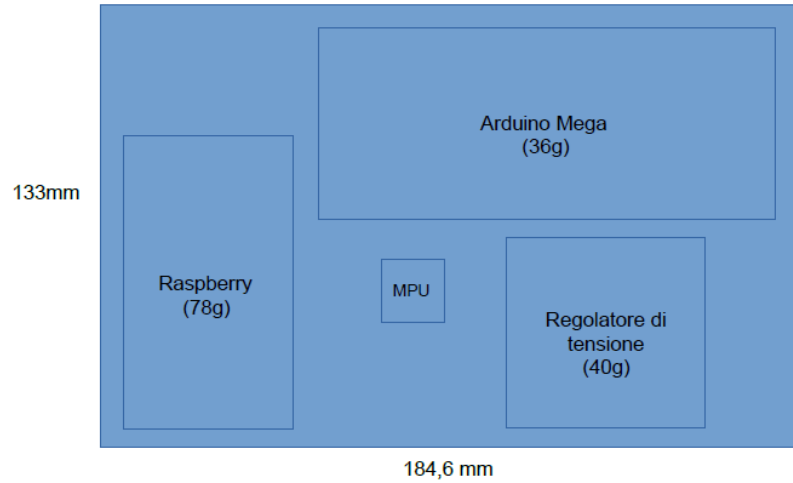 Arduino Mega
(36g)
133mm
Raspberry
(78g)
MPU
Regolatore di
tensione
(40g)
184,6 mm